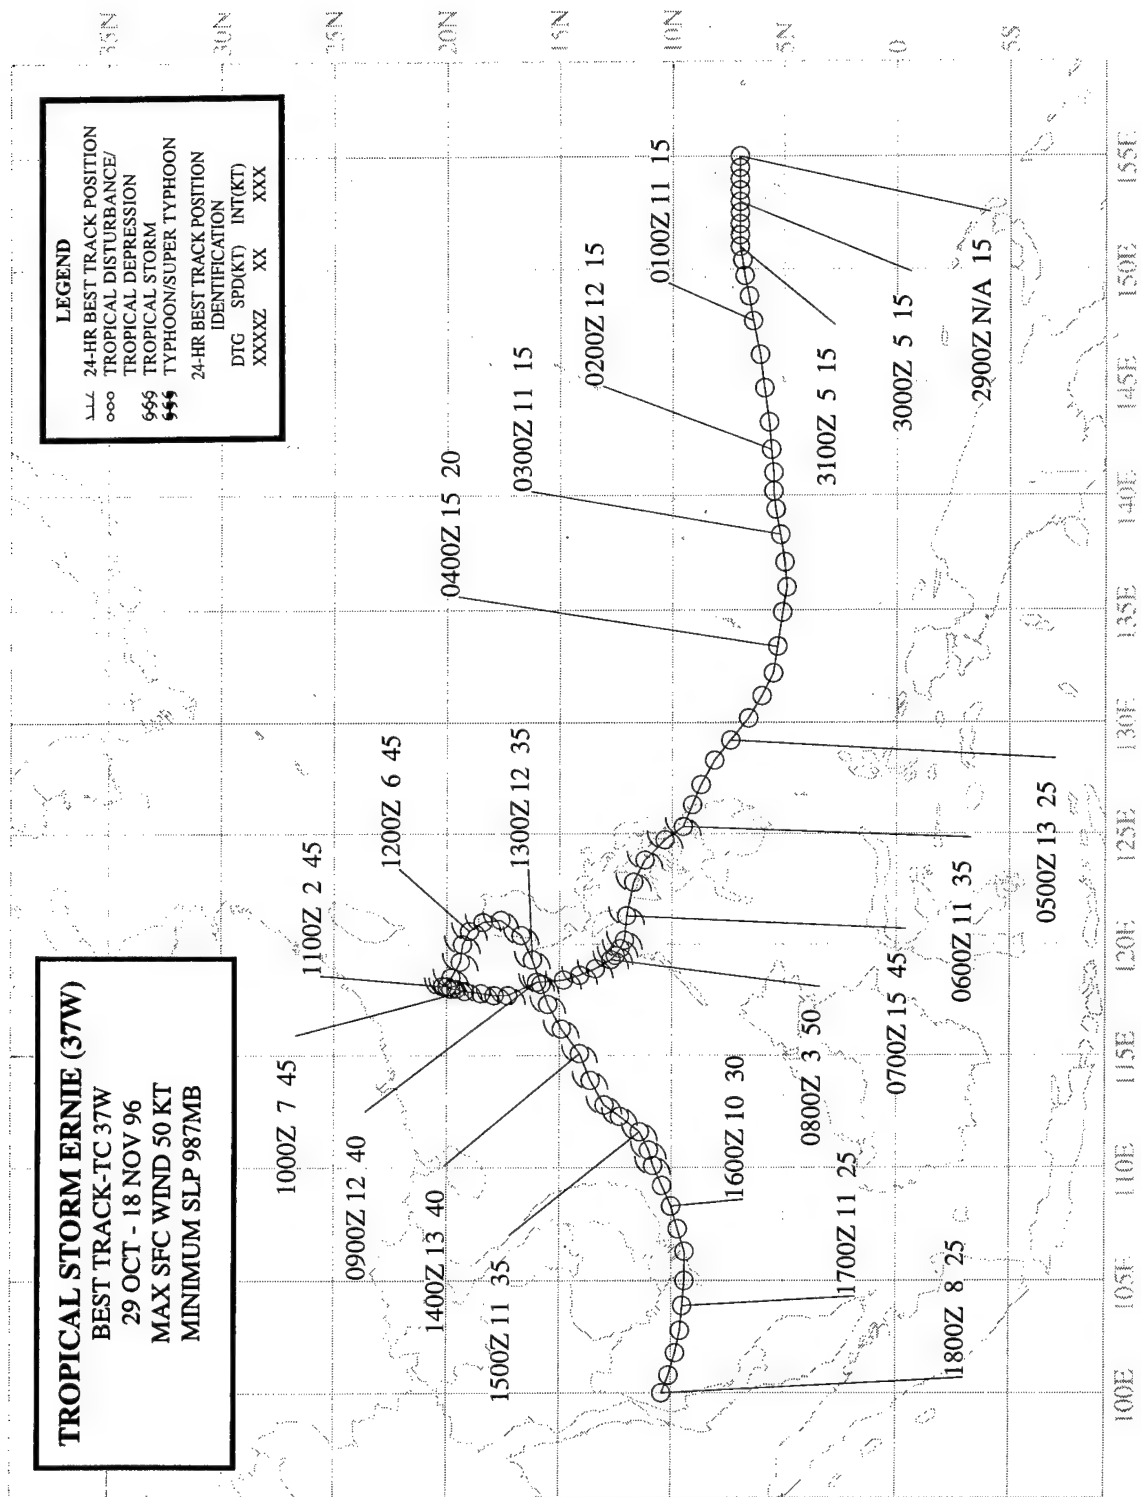 TROPICAL STORM ERNIE (37W)
BEST TRACK-TC 37W
29 OCT - 18 NOV 96
MAX SFC WIND 50 KT
MINIMUM SLP 987MB
LEGEND
24-HR BEST TRACK POSITION
TROPICAL DISTURBANCE/
TROPICAL DEPRESSION
TROPICAL STORM
TYPHOON/SUPER TYPHOON
24-HR BEST TRACK POSITION
IDENTIFICATION
DTG SPD(KT) INT(KT)
XXXXZ XX XXX
35N
30N
25N
20N
15N
10N
5N
0
5S
1000Z 7 45
1100Z 2 45
0900Z 12 40
1200Z 6 45
1400Z 13 40
0400Z 15 20
1500Z 11 35
1300Z 12 35
0300Z 11 15
0200Z 12 15
0100Z 11 15
1600Z 10 30
0800Z 3 50
3100Z 5 15
1700Z 11 25
0700Z 15 45
3000Z 5 15
1800Z 8 25
0600Z 11 35
2900Z N/A 15
0500Z 13 25
100E
105E
110E
115E
120E
125E
130E
135E
140E
145E
150E
155E